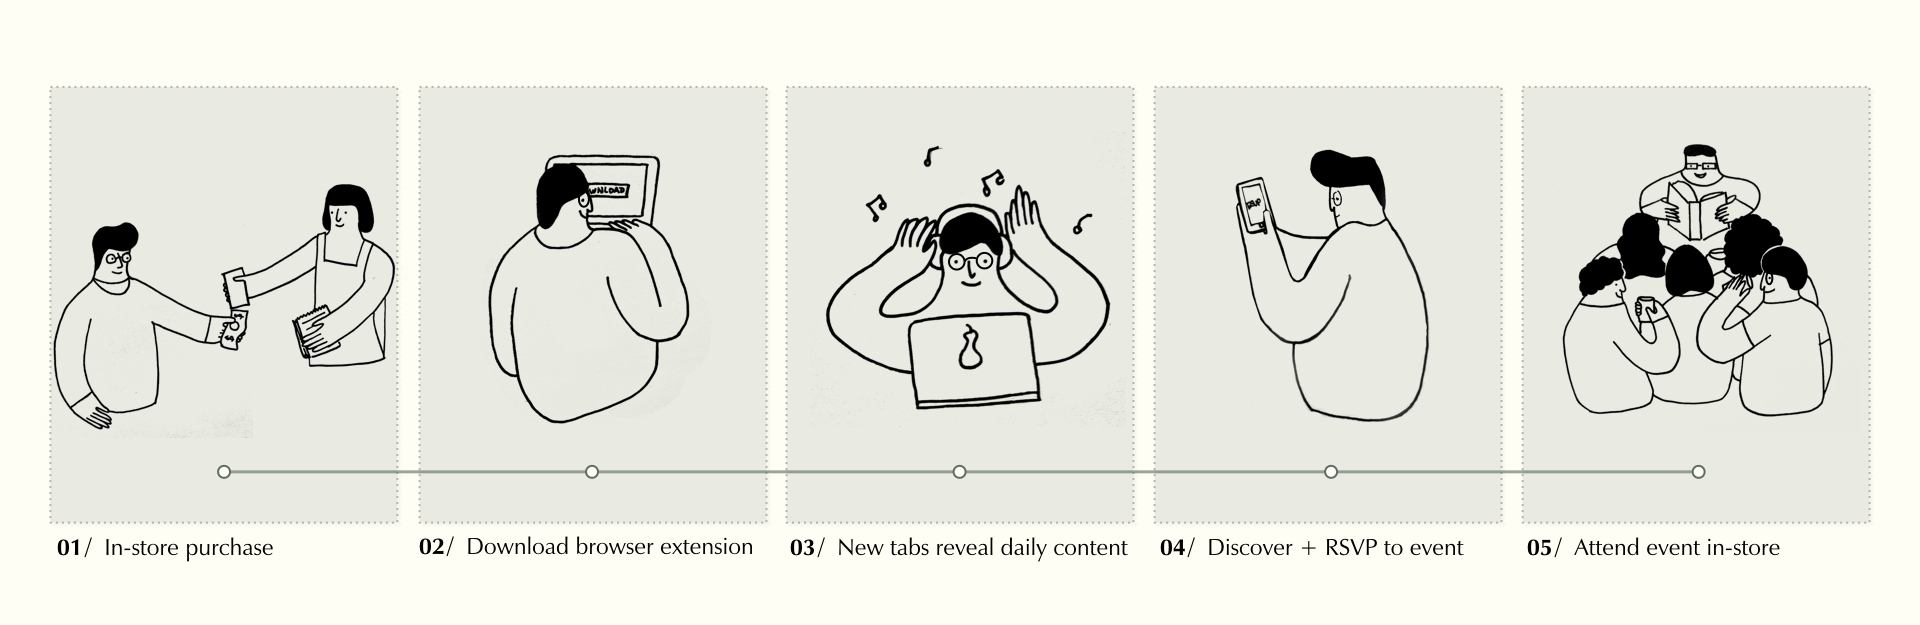 WNLOAD
RSVP
$ $
01/ In-store purchase
02/ Download browser extension
03/ New tabs reveal daily content
04/ Discover + RSVP to event
05/ Attend event in-store